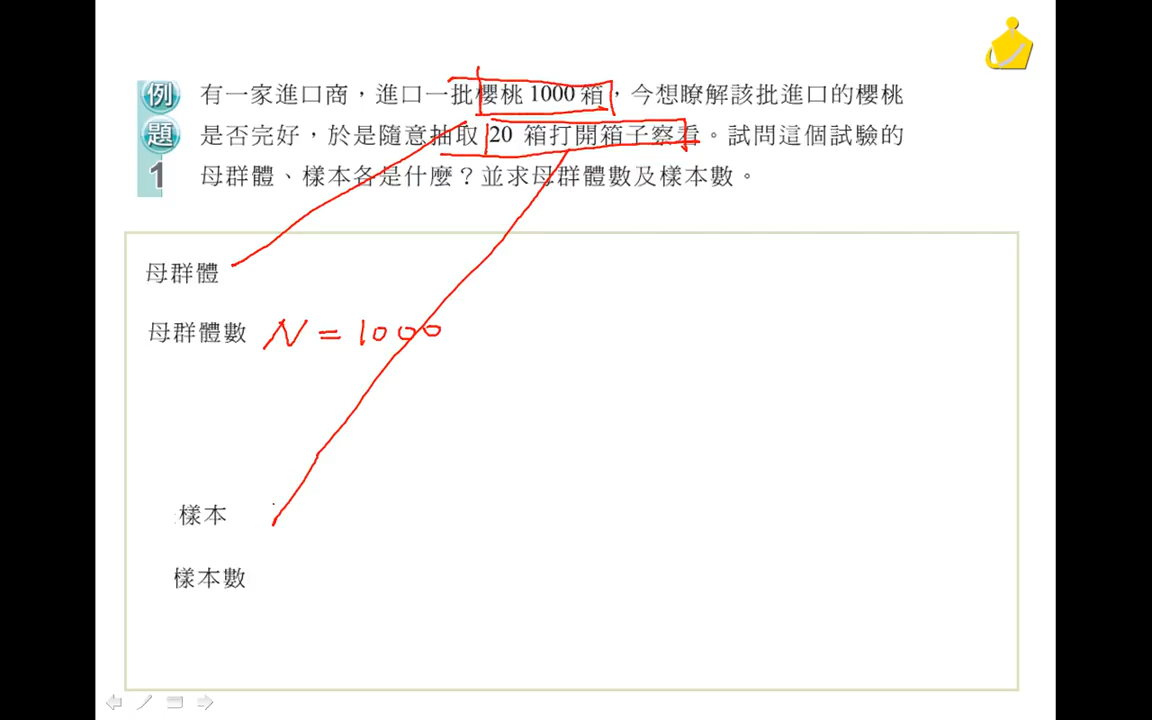 例題1
有一家進口商，進口一批櫻桃 1000 箱，今想瞭解該批進口的櫻桃
是否完好，於是隨意抽取 20 箱打開箱子察看。試問這個試驗的
母群體、樣本各是什麼？並求母群體數及樣本數。
母群體
母群體數 N = 1000
樣本
樣本數